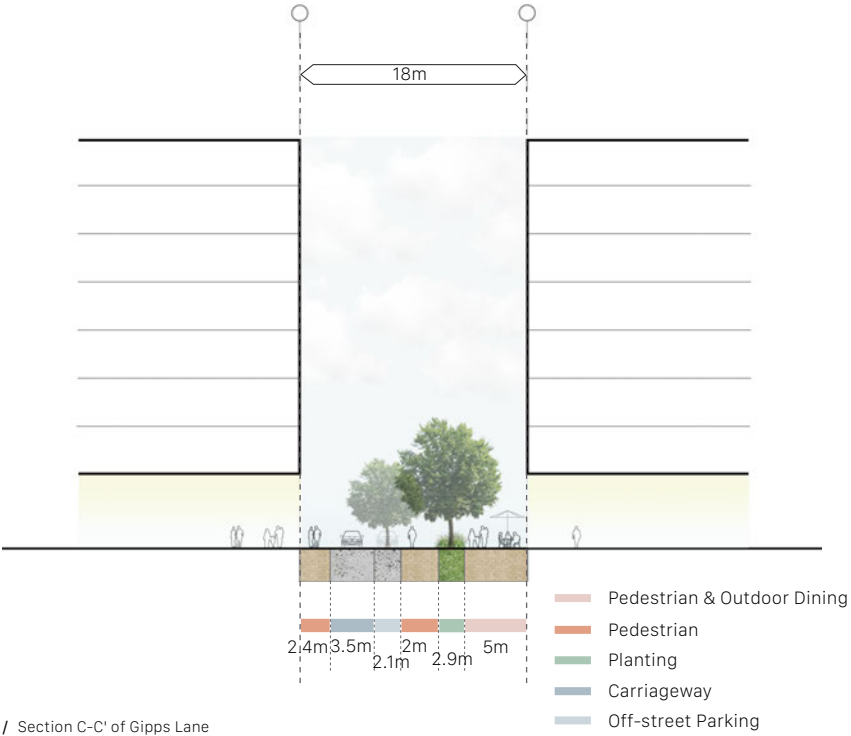 18m
2.4m
3.5m
2.1m
2m
2.9m
5m
Pedestrian & Outdoor Dining
Pedestrian
Planting
Carriageway
Off-street Parking
/ Section C-C' of Gipps Lane